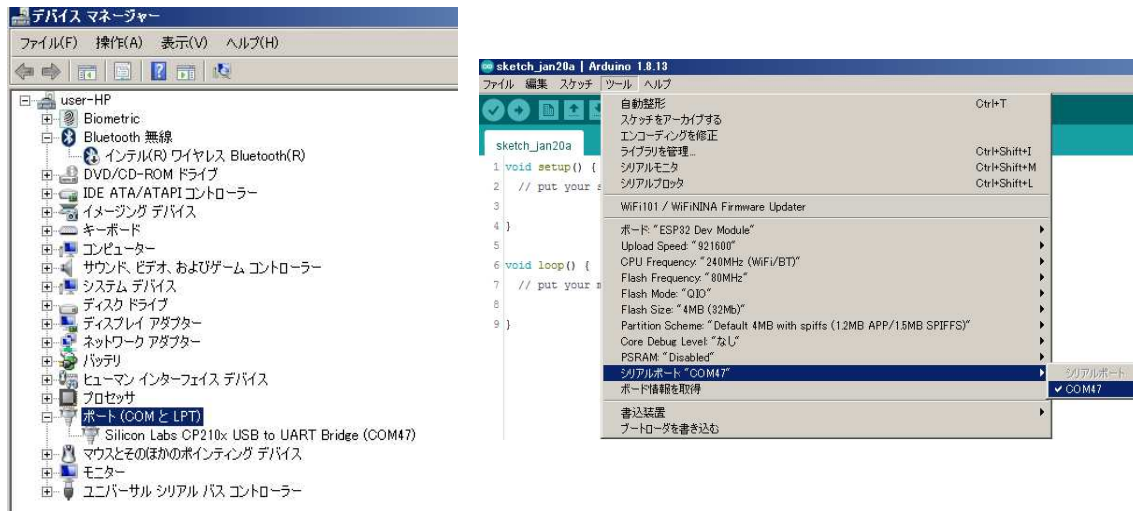 デバイス マネージャー
ファイル(F) 操作(A) 表示(V) ヘルプ(H)
user-HP
Biometric
Bluetooth 無線
インテル(R) ワイヤレス Bluetooth(R)
DVD/CD-ROM ドライブ
IDE ATA/ATAPI コントローラー
イメージング デバイス
キーボード
コンピューター
サウンド、ビデオ、およびゲーム コントローラー
システム デバイス
ディスク ドライブ
ディスプレイ アダプター
ネットワーク アダプター
バッテリ
ヒューマン インターフェイス デバイス
プロセッサ
ポート (COM と LPT)
Silicon Labs CP210x USB to UART Bridge (COM47)
マウスとそのほかのポインティング デバイス
モニター
ユニバーサル シリアル バス コントローラー
sketch_jan20a | Arduino 1.8.13
ファイル 編集 スケッチ ツール ヘルプ
sketch_jan20a
1 void setup() {
2 // put your s
3
4 }
5
6 void loop() {
7 // put your m
8
9 }
自動整形 Ctrl+T
スケッチをアーカイブする
エンコーディングを修正
ライブラリを管理... Ctrl+Shift+I
シリアルモニタ Ctrl+Shift+M
シリアルプロッタ Ctrl+Shift+L
WiFi101 / WiFiNINA Firmware Updater
ボード: "ESP32 Dev Module"
Upload Speed: "921600"
CPU Frequency: "240MHz (WiFi/BT)"
Flash Frequency: "80MHz"
Flash Mode: "QIO"
Flash Size: "4MB (32Mb)"
Partition Scheme: "Default 4MB with spiffs (1.2MB APP/1.5MB SPIFFS)"
Core Debug Level: "なし"
PSRAM: "Disabled"
シリアルポート: "COM47"
シリアルポート
COM47
ボード情報を取得
書込装置
ブートローダを書き込む